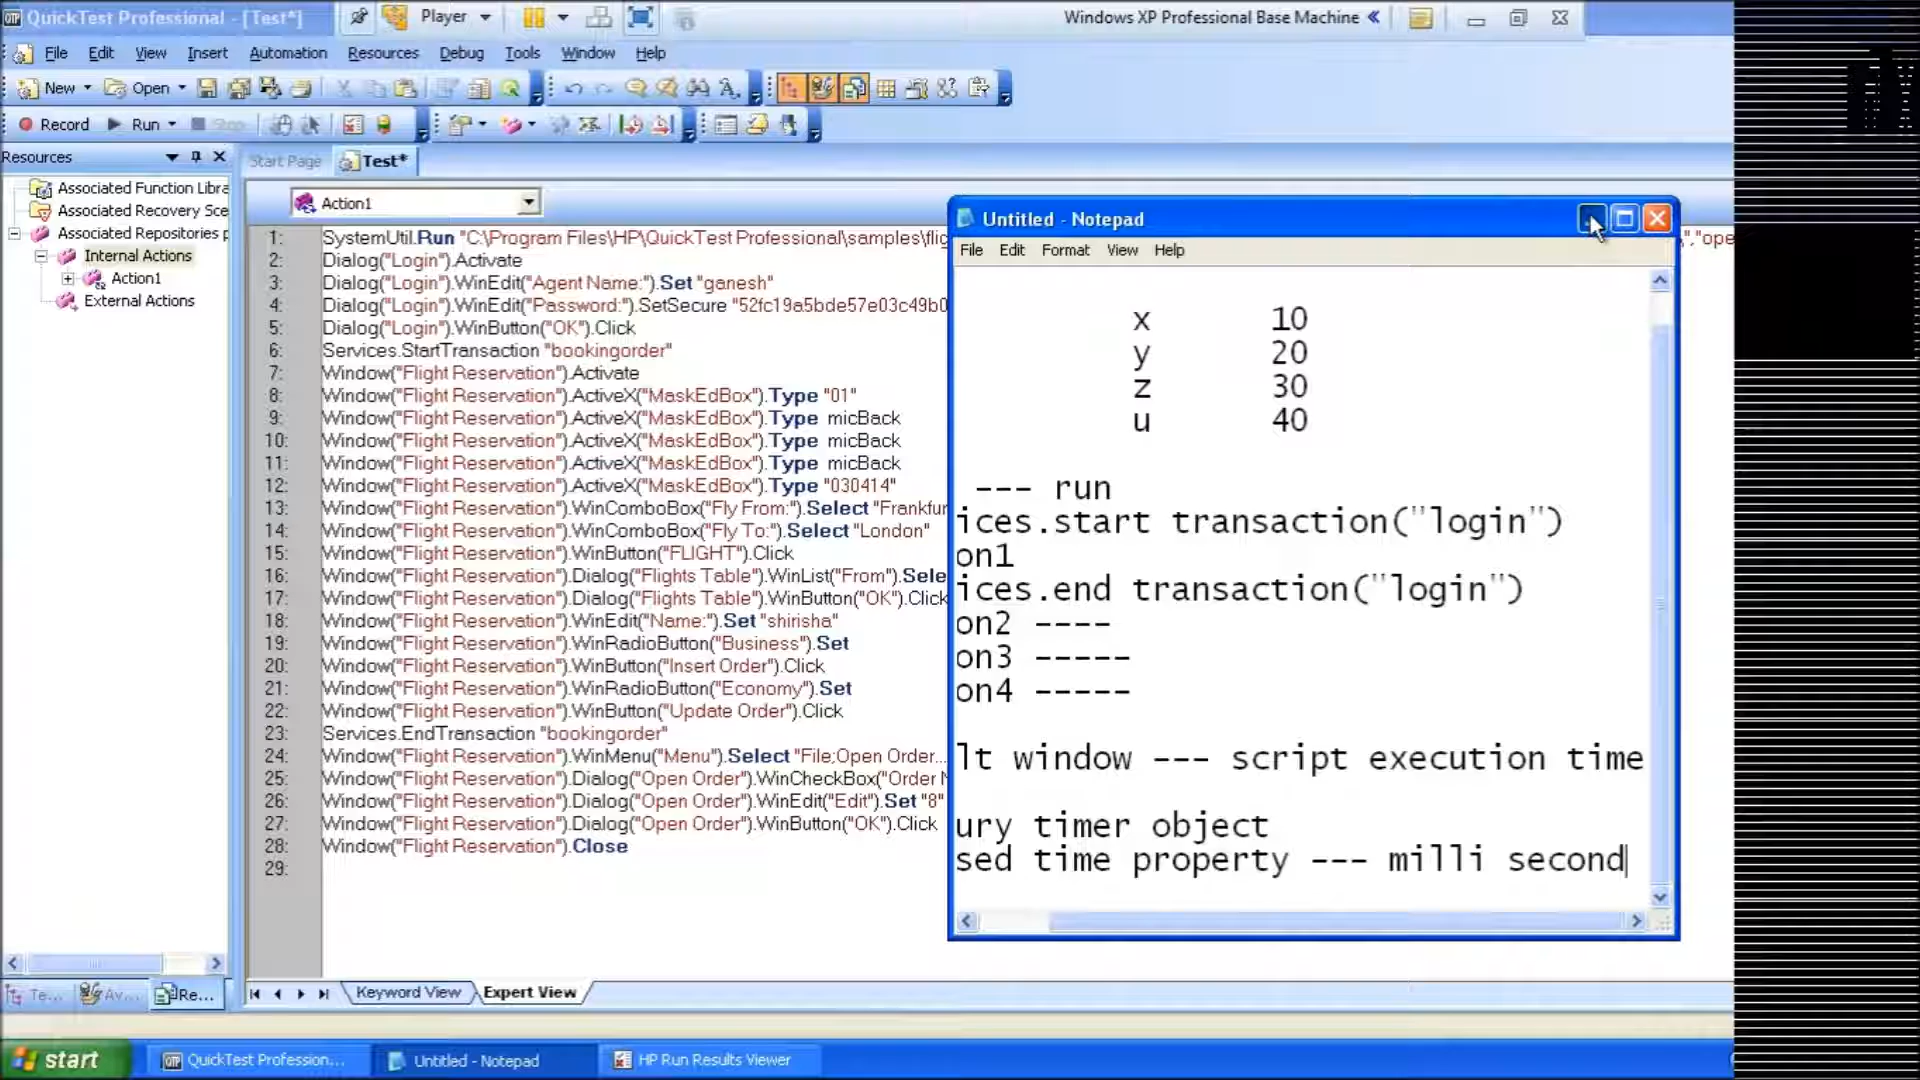 QuickTest Professional - [Test*]
Player
Windows XP Professional Base Machine
File Edit View Insert Automation Resources Debug Tools Window Help
New Open
Record Run Stop
Resources
Start Page Test*
Associated Function Libra
Associated Recovery Sce
Associated Repositories p
Internal Actions
Action1
External Actions
Action1
1: SystemUtil.Run "C:\Program Files\HP\QuickTest Professional\samples\flig
","ope
2: Dialog("Login").Activate
3: Dialog("Login").WinEdit("Agent Name:").Set "ganesh"
4: Dialog("Login").WinEdit("Password:").SetSecure "52fc19a5bde57e03c49b0
5: Dialog("Login").WinButton("OK").Click
6: Services.StartTransaction "bookingorder"
7: Window("Flight Reservation").Activate
8: Window("Flight Reservation").ActiveX("MaskEdBox").Type "01"
9: Window("Flight Reservation").ActiveX("MaskEdBox").Type micBack
10: Window("Flight Reservation").ActiveX("MaskEdBox").Type micBack
11: Window("Flight Reservation").ActiveX("MaskEdBox").Type micBack
12: Window("Flight Reservation").ActiveX("MaskEdBox").Type "030414"
13: Window("Flight Reservation").WinComboBox("Fly From:").Select "Frankfur
14: Window("Flight Reservation").WinComboBox("Fly To:").Select "London"
15: Window("Flight Reservation").WinButton("FLIGHT").Click
16: Window("Flight Reservation").Dialog("Flights Table").WinList("From").Sele
17: Window("Flight Reservation").Dialog("Flights Table").WinButton("OK").Click
18: Window("Flight Reservation").WinEdit("Name:").Set "shirisha"
19: Window("Flight Reservation").WinRadioButton("Business").Set
20: Window("Flight Reservation").WinButton("Insert Order").Click
21: Window("Flight Reservation").WinRadioButton("Economy").Set
22: Window("Flight Reservation").WinButton("Update Order").Click
23: Services.EndTransaction "bookingorder"
24: Window("Flight Reservation").WinMenu("Menu").Select "File;Open Order...
25: Window("Flight Reservation").Dialog("Open Order").WinCheckBox("Order N
26: Window("Flight Reservation").Dialog("Open Order").WinEdit("Edit").Set "8"
27: Window("Flight Reservation").Dialog("Open Order").WinButton("OK").Click
28: Window("Flight Reservation").Close
29:
Untitled - Notepad
File Edit Format View Help
x 10
y 20
z 30
u 40
--- run
ices.start transaction("login")
on1
ices.end transaction("login")
on2 ----
on3 -----
on4 -----
lt window --- script execution time
ury timer object
sed time property --- milli second
Te... Av... Re...
Keyword View Expert View
start QuickTest Profession... Untitled - Notepad HP Run Results Viewer